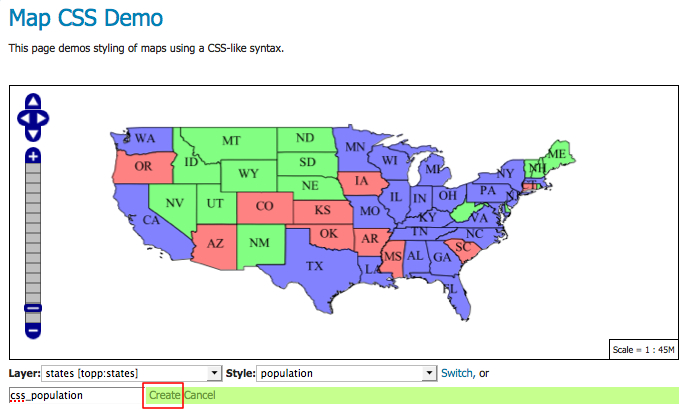 Map CSS Demo
This page demos styling of maps using a CSS-like syntax.
WA
MT
ND
MN
ME
OR
ID
SD
WI
MI
NY
NH
WY
IA
NE
PA
NV
UT
CO
IL
IN
OH
CA
KS
MO
KY
VA
AZ
NM
OK
AR
TN
NC
SC
TX
LA
MS
AL
GA
FL
Scale = 1 : 45M
Layer: states [topp:states] Style: population Switch, or
css_population Create Cancel